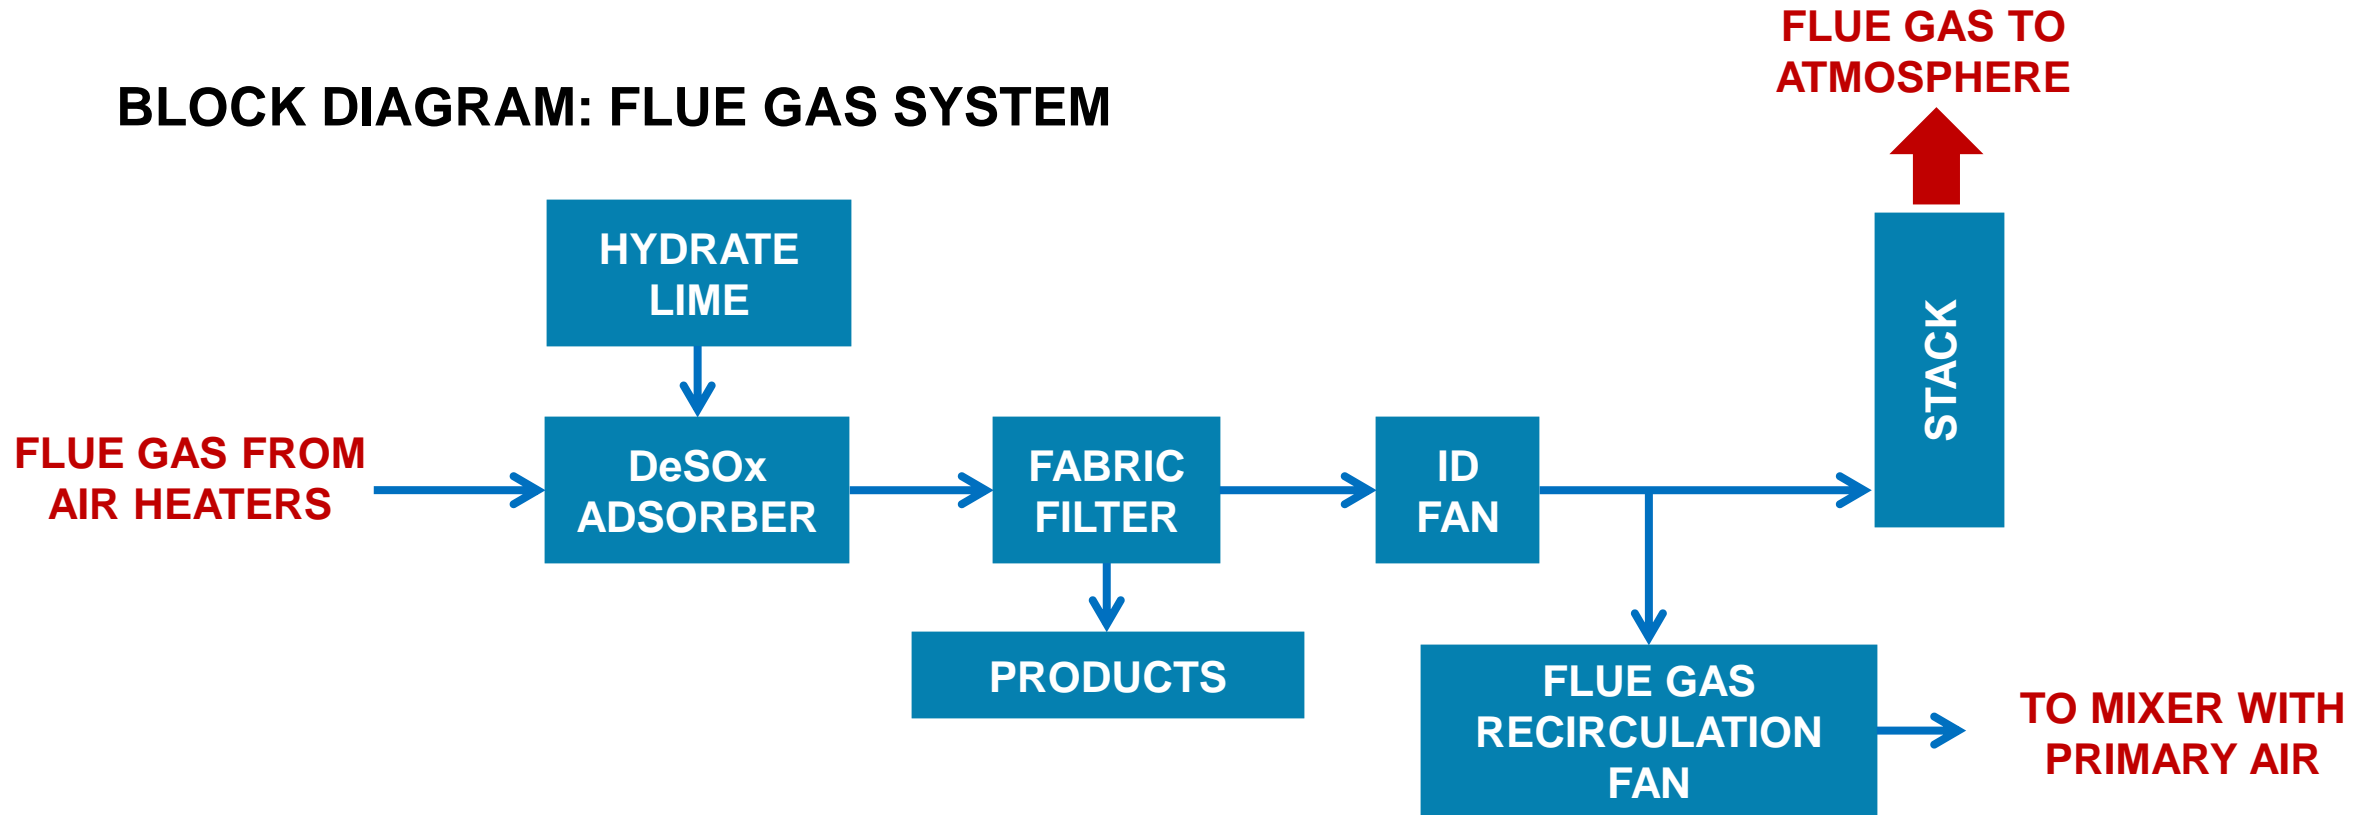 BLOCK DIAGRAM: FLUE GAS SYSTEM
FLUE GAS TO
ATMOSPHERE
HYDRATE
LIME
STACK
FLUE GAS FROM
AIR HEATERS
DeSOx
ADSORBER
FABRIC
FILTER
ID
FAN
PRODUCTS
FLUE GAS
RECIRCULATION
FAN
TO MIXER WITH
PRIMARY AIR